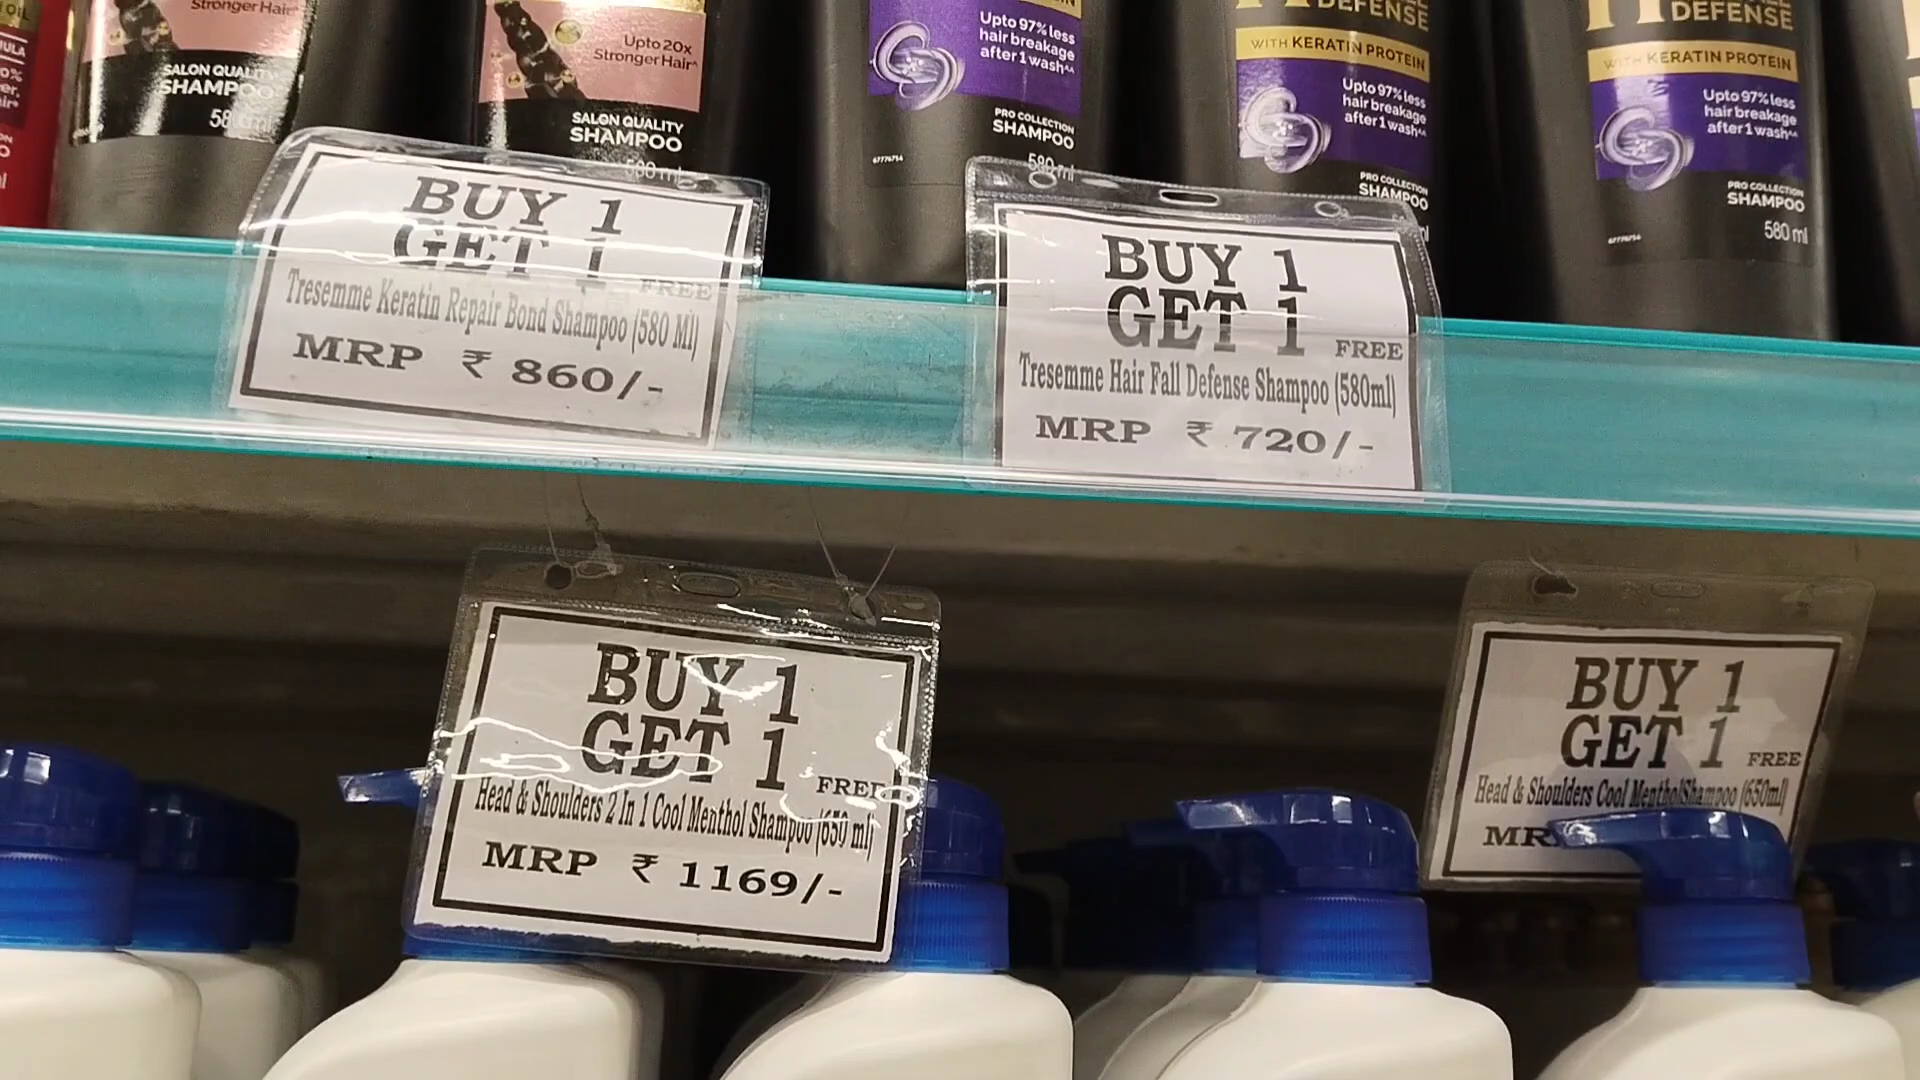 Stronger Hair^
SALON QUALITY
SHAMPOO
580 ml
Upto 20x
Stronger Hair^
SALON QUALITY
SHAMPOO
580 ml
Upto 97% less
hair breakage
after 1 wash^^
PRO COLLECTION
SHAMPOO
580 ml
67776754
DEFENSE
WITH KERATIN PROTEIN
Upto 97% less
hair breakage
after 1 wash^^
PRO COLLECTION
SHAMPOO
DEFENSE
WITH KERATIN PROTEIN
Upto 97% less
hair breakage
after 1 wash^^
PRO COLLECTION
SHAMPOO
580 ml
BUY 1
GET 1
FREE
Tresemme Keratin Repair Bond Shampoo (580 Ml)
MRP ₹ 860/-
BUY 1
GET 1
FREE
Tresemme Hair Fall Defense Shampoo (580ml)
MRP ₹ 720/-
BUY 1
GET 1
FREE
Head & Shoulders 2 In 1 Cool Menthol Shampoo (650 ml)
MRP ₹ 1169/-
BUY 1
GET 1
FREE
Head & Shoulders Cool Menthol Shampoo (650ml)